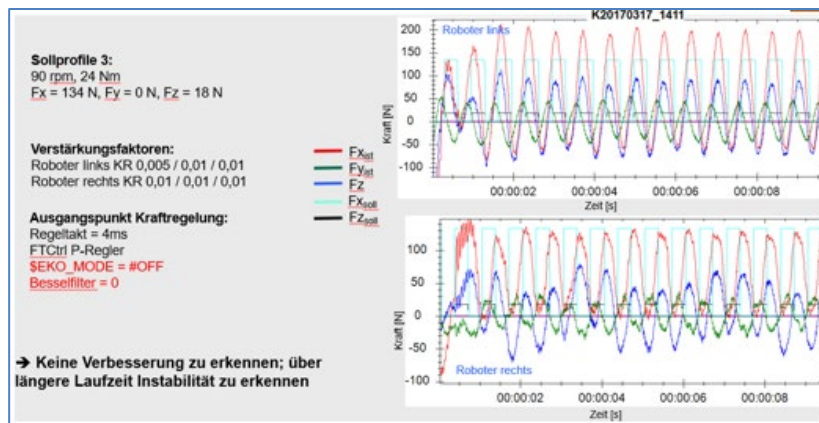 K20170317_1411
Sollprofile 3:
90 rpm, 24 Nm
Fx = 134 N, Fy = 0 N, Fz = 18 N
Verstärkungsfaktoren:
Roboter links KR 0,005 / 0,01 / 0,01
Roboter rechts KR 0,01 / 0,01 / 0,01
Ausgangspunkt Kraftregelung:
Regeltakt = 4ms
FTCtrl P-Regler
$EKO_MODE = #OFF
Besselfilter = 0
→ Keine Verbesserung zu erkennen; über
längere Laufzeit Instabilität zu erkennen
Fxist
Fyist
Fz
Fxsoll
Fzsoll
Roboter links
Kraft [N]
200
150
100
50
0
-50
-100
00:00:02 00:00:04 00:00:06 00:00:08
Zeit [s]
Kraft [N]
100
50
0
-50
-100
Roboter rechts
00:00:02 00:00:04 00:00:06 00:00:08
Zeit [s]